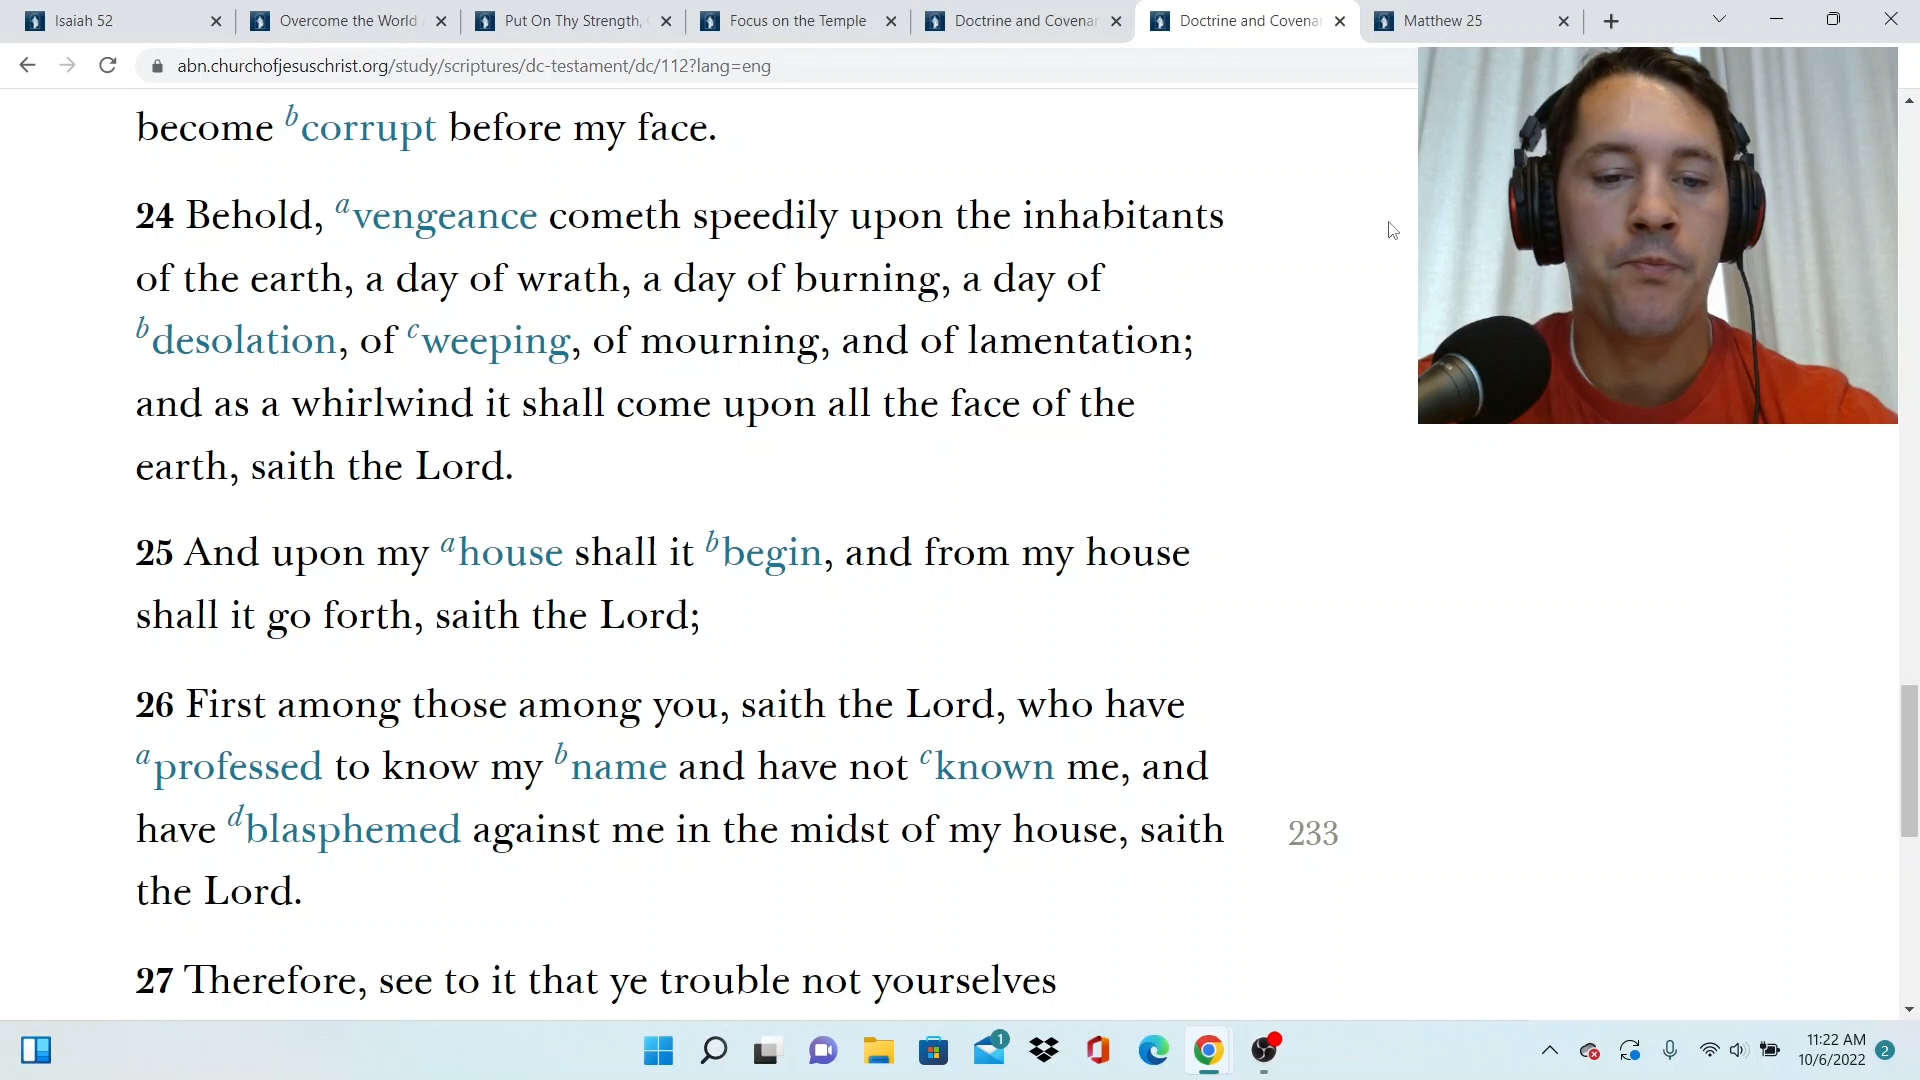 Isaiah 52
Overcome the World
Put On Thy Strength,
Focus on the Temple
Doctrine and Covena
Doctrine and Covena
Matthew 25
abn.churchofjesuschrist.org/study/scriptures/dc-testament/dc/112?lang=eng
become b corrupt before my face.
24 Behold, a vengeance cometh speedily upon the inhabitants
of the earth, a day of wrath, a day of burning, a day of
b desolation, of c weeping, of mourning, and of lamentation;
and as a whirlwind it shall come upon all the face of the
earth, saith the Lord.
25 And upon my a house shall it b begin, and from my house
shall it go forth, saith the Lord;
26 First among those among you, saith the Lord, who have
a professed to know my b name and have not c known me, and
have d blasphemed against me in the midst of my house, saith
233
the Lord.
27 Therefore, see to it that ye trouble not yourselves
1
11:22 AM
10/6/2022
2